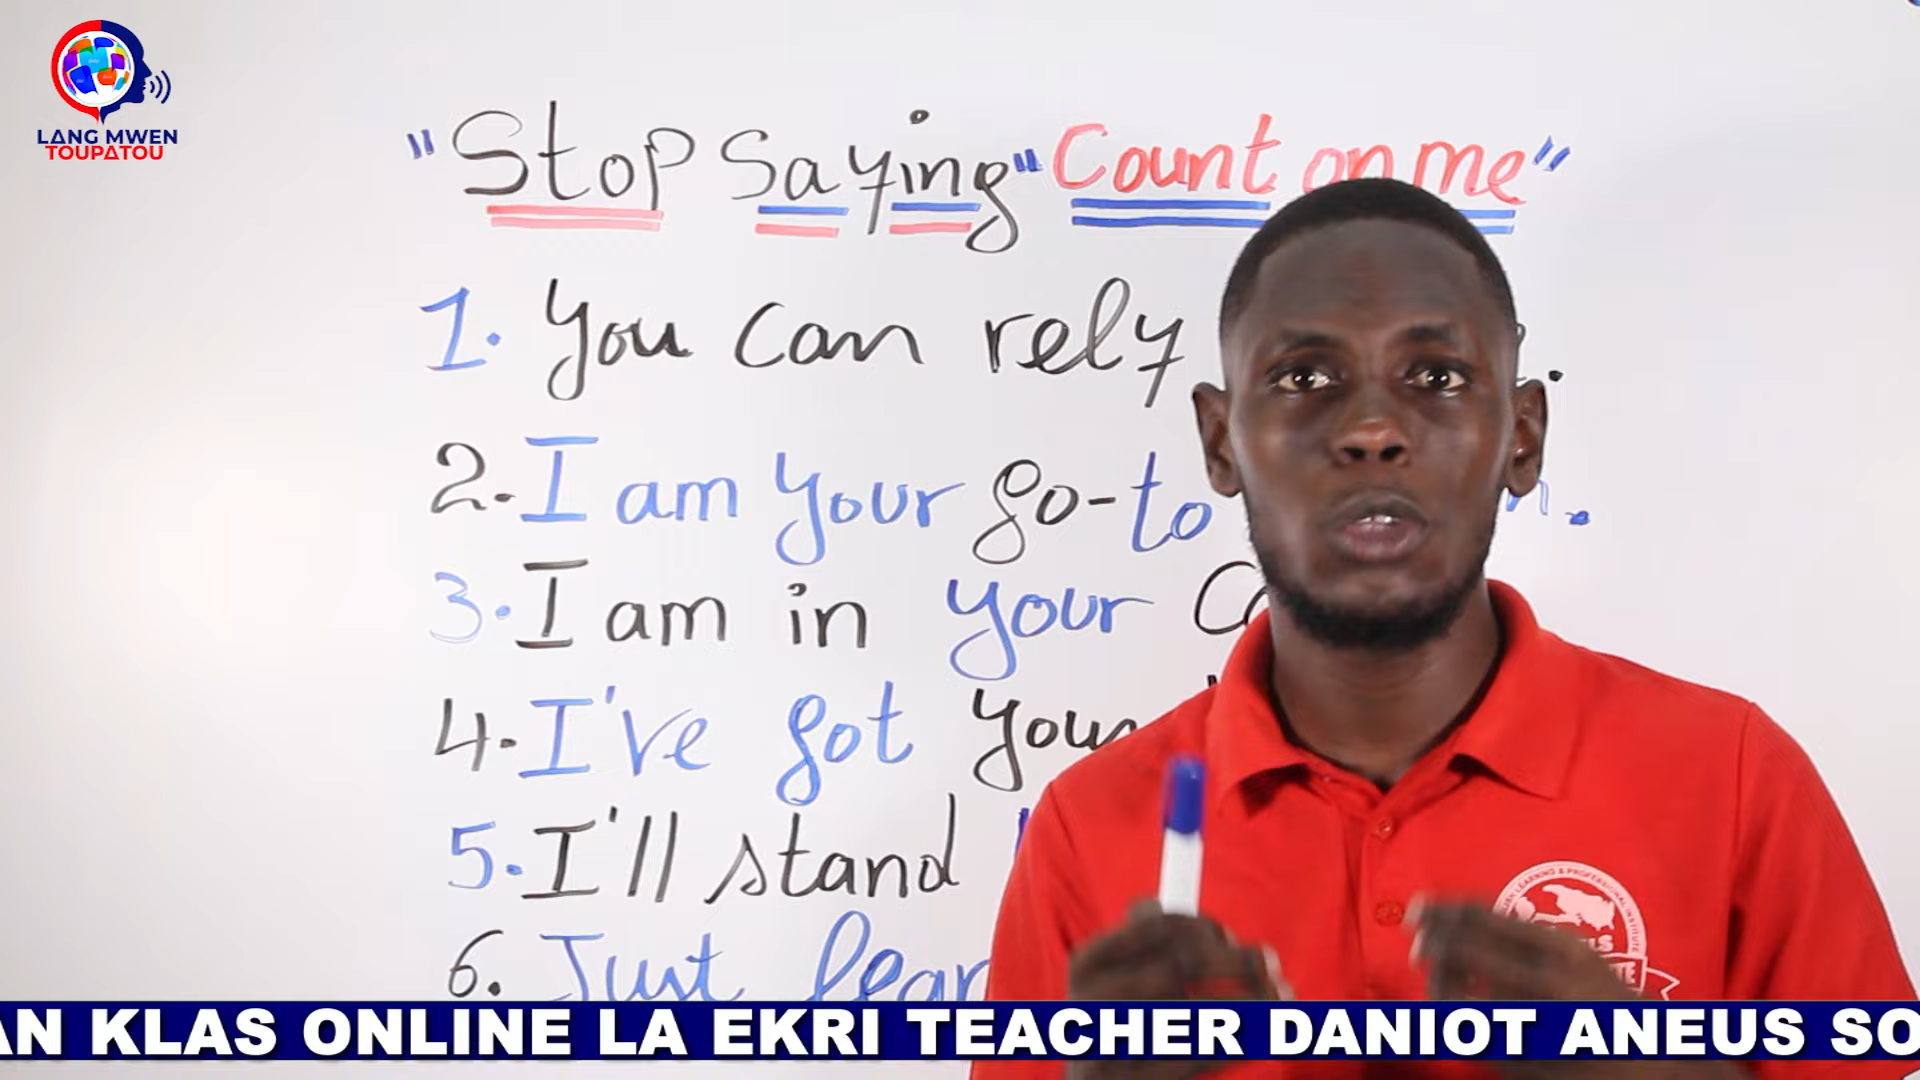 LANG MWEN
TOUPATOU
"Stop Saying "Count on me"
1. You can rely
2. I am your go-to
3. I am in your
4. I've got your
5. I'll stand
6. Just lean
AN KLAS ONLINE LA EKRI TEACHER DANIOT ANEUS SO